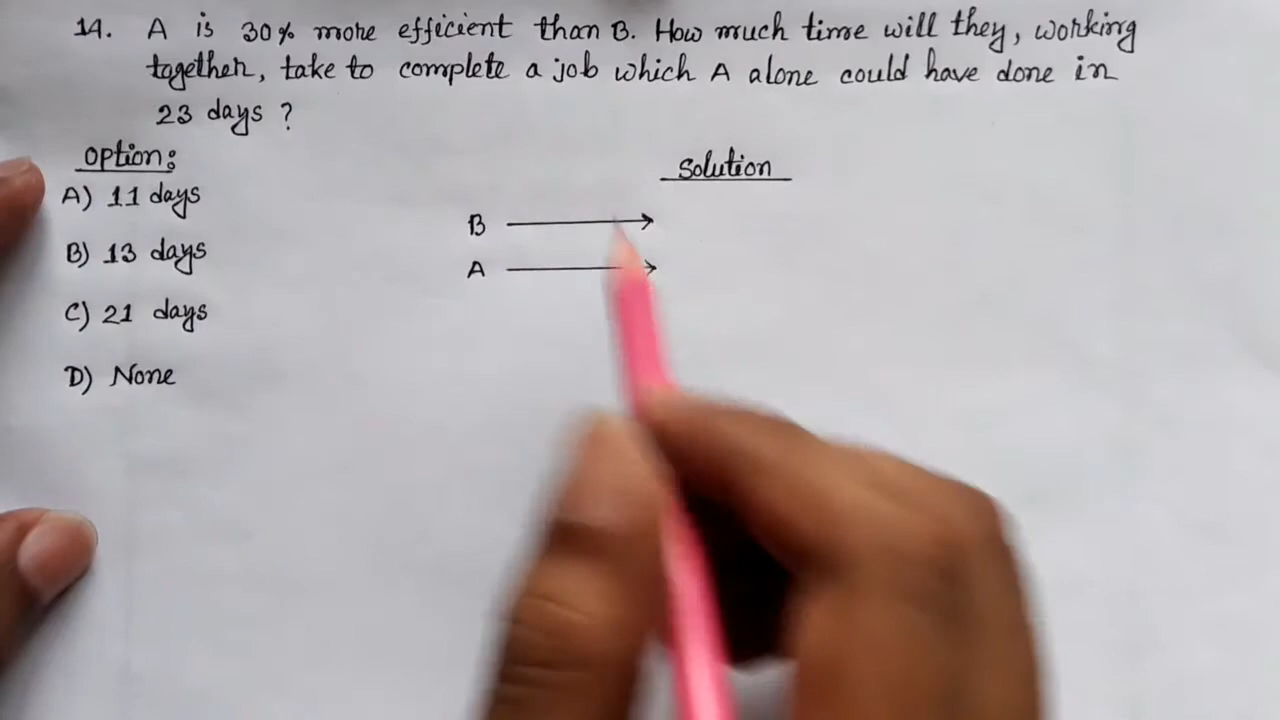 14. A is 30% more efficient than B. How much time will they, working
together, take to complete a job which A alone could have done in
23 days ?
Option:
A) 11 days
B) 13 days
C) 21 days
D) None
Solution
B
A